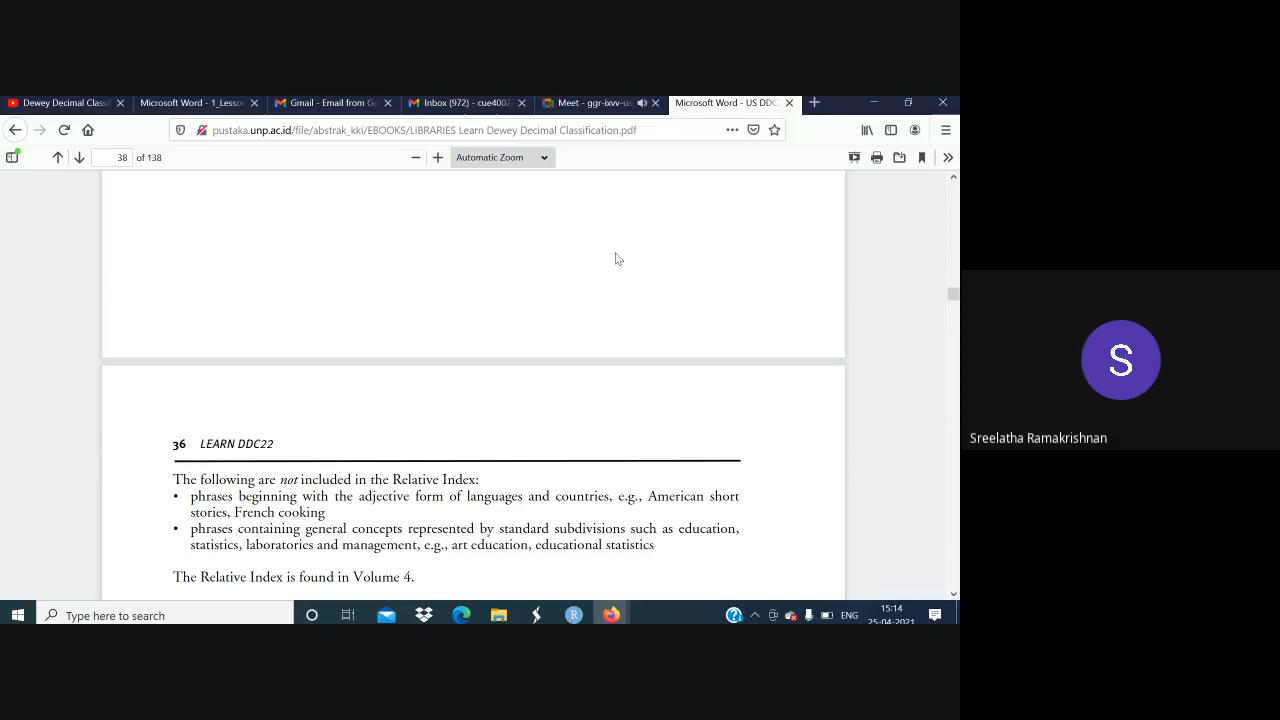 Dewey Decimal Classif
Microsoft Word - 1_Lesso
Gmail - Email from Go
Inbox (972) - cue4002
Meet - ggr-ixvv-us
Microsoft Word - US DDC
pustaka.unp.ac.id/file/abstrak_kki/EBOOKS/LIBRARIES Learn Dewey Decimal Classification.pdf
38 of 138
Automatic Zoom
36 LEARN DDC22
The following are not included in the Relative Index:
• phrases beginning with the adjective form of languages and countries, e.g., American short
stories, French cooking
• phrases containing general concepts represented by standard subdivisions such as education,
statistics, laboratories and management, e.g., art education, educational statistics
The Relative Index is found in Volume 4.
S
Sreelatha Ramakrishnan
Type here to search
R
ENG
15:14
25-04-2021